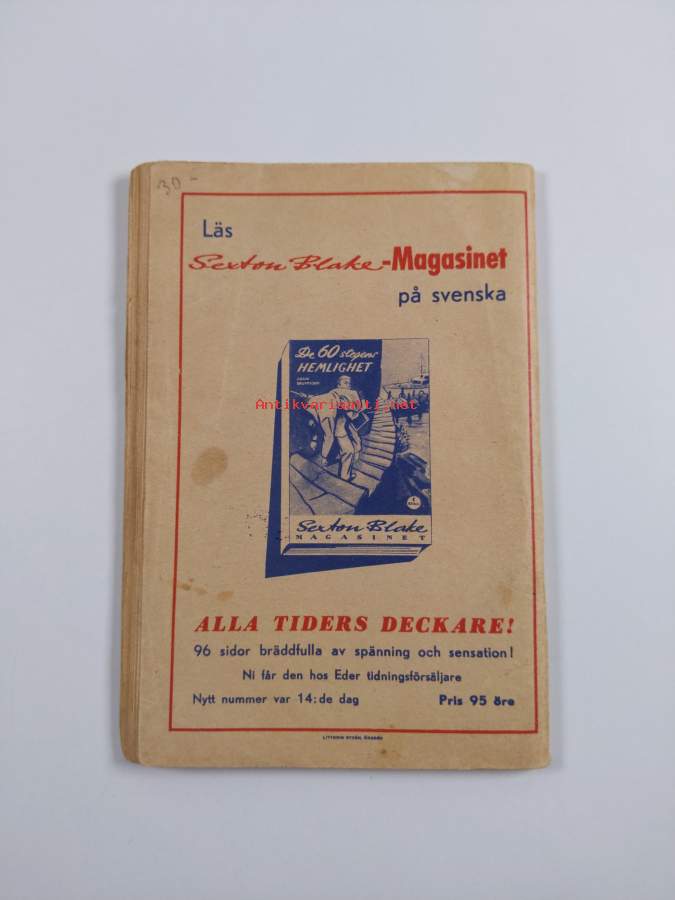 30 -
Läs
Sexton Blake-Magasinet
på svenska
De 60 stegens
HEMLIGHET
Antikvariaatti.net
Sexton Blake
MAGASINET
ALLA TIDERS DECKARE!
96 sidor bräddfulla av spänning och sensation!
Ni får den hos Eder tidningsförsäljare
Nytt nummer var 14:de dag Pris 95 öre